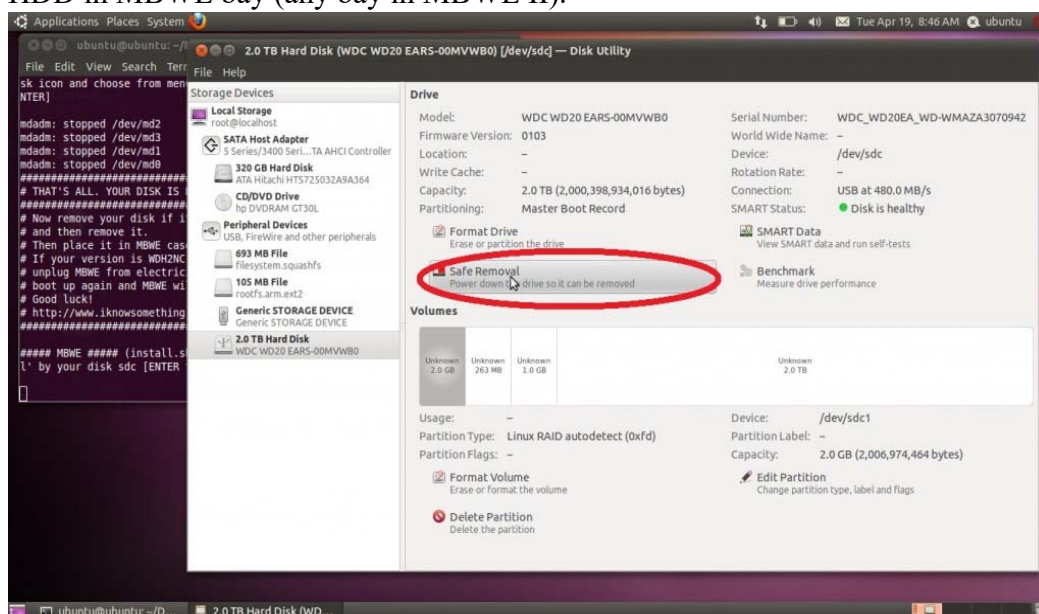 HDD in MBWE bay (any bay in MBWE II).
Applications Places System
Tue Apr 19, 8:46 AM ubuntu
ubuntu@ubuntu: ~/
File Edit View Search Terr
sk icon and choose from men
NTER]
mdadm: stopped /dev/md2
mdadm: stopped /dev/md3
mdadm: stopped /dev/md1
mdadm: stopped /dev/md0
##############################
# THAT'S ALL. YOUR DISK IS
##############################
# Now remove your disk if i
# and then remove it.
# Then place it in MBWE cas
# If your version is WDH2NC
# unplug MBWE from electric
# boot up again and MBWE wi
# Good luck!
# http://www.iknowsomething
##############################
##### MBWE ##### (install.s
l' by your disk sdc [ENTER
2.0 TB Hard Disk (WDC WD20 EARS-00MVWB0) [/dev/sdc] — Disk Utility
File Help
Storage Devices
Local Storage
root@localhost
SATA Host Adapter
5 Series/3400 Seri...TA AHCI Controller
320 GB Hard Disk
ATA Hitachi HTS725032A9A364
CD/DVD Drive
hp DVDRAM GT30L
Peripheral Devices
USB, FireWire and other peripherals
693 MB File
filesystem.squashfs
105 MB File
rootfs.arm.ext2
Generic STORAGE DEVICE
Generic STORAGE DEVICE
2.0 TB Hard Disk
WDC WD20 EARS-00MVWB0
Drive
Model: WDC WD20 EARS-00MVWB0 Serial Number: WDC_WD20EA_WD-WMAZA3070942
Firmware Version: 0103 World Wide Name: –
Location: – Device: /dev/sdc
Write Cache: – Rotation Rate: –
Capacity: 2.0 TB (2,000,398,934,016 bytes) Connection: USB at 480.0 MB/s
Partitioning: Master Boot Record SMART Status: Disk is healthy
Format Drive SMART Data
Erase or partition the drive View SMART data and run self-tests
Safe Removal Benchmark
Power down the drive so it can be removed Measure drive performance
Volumes
Unknown Unknown Unknown Unknown
2.0 GB 263 MB 1.0 GB 2.0 TB
Usage: – Device: /dev/sdc1
Partition Type: Linux RAID autodetect (0xfd) Partition Label: –
Partition Flags: – Capacity: 2.0 GB (2,006,974,464 bytes)
Format Volume Edit Partition
Erase or format the volume Change partition type, label and flags
Delete Partition
Delete the partition
ubuntu@ubuntu: ~/D... 2.0 TB Hard Disk (WD...